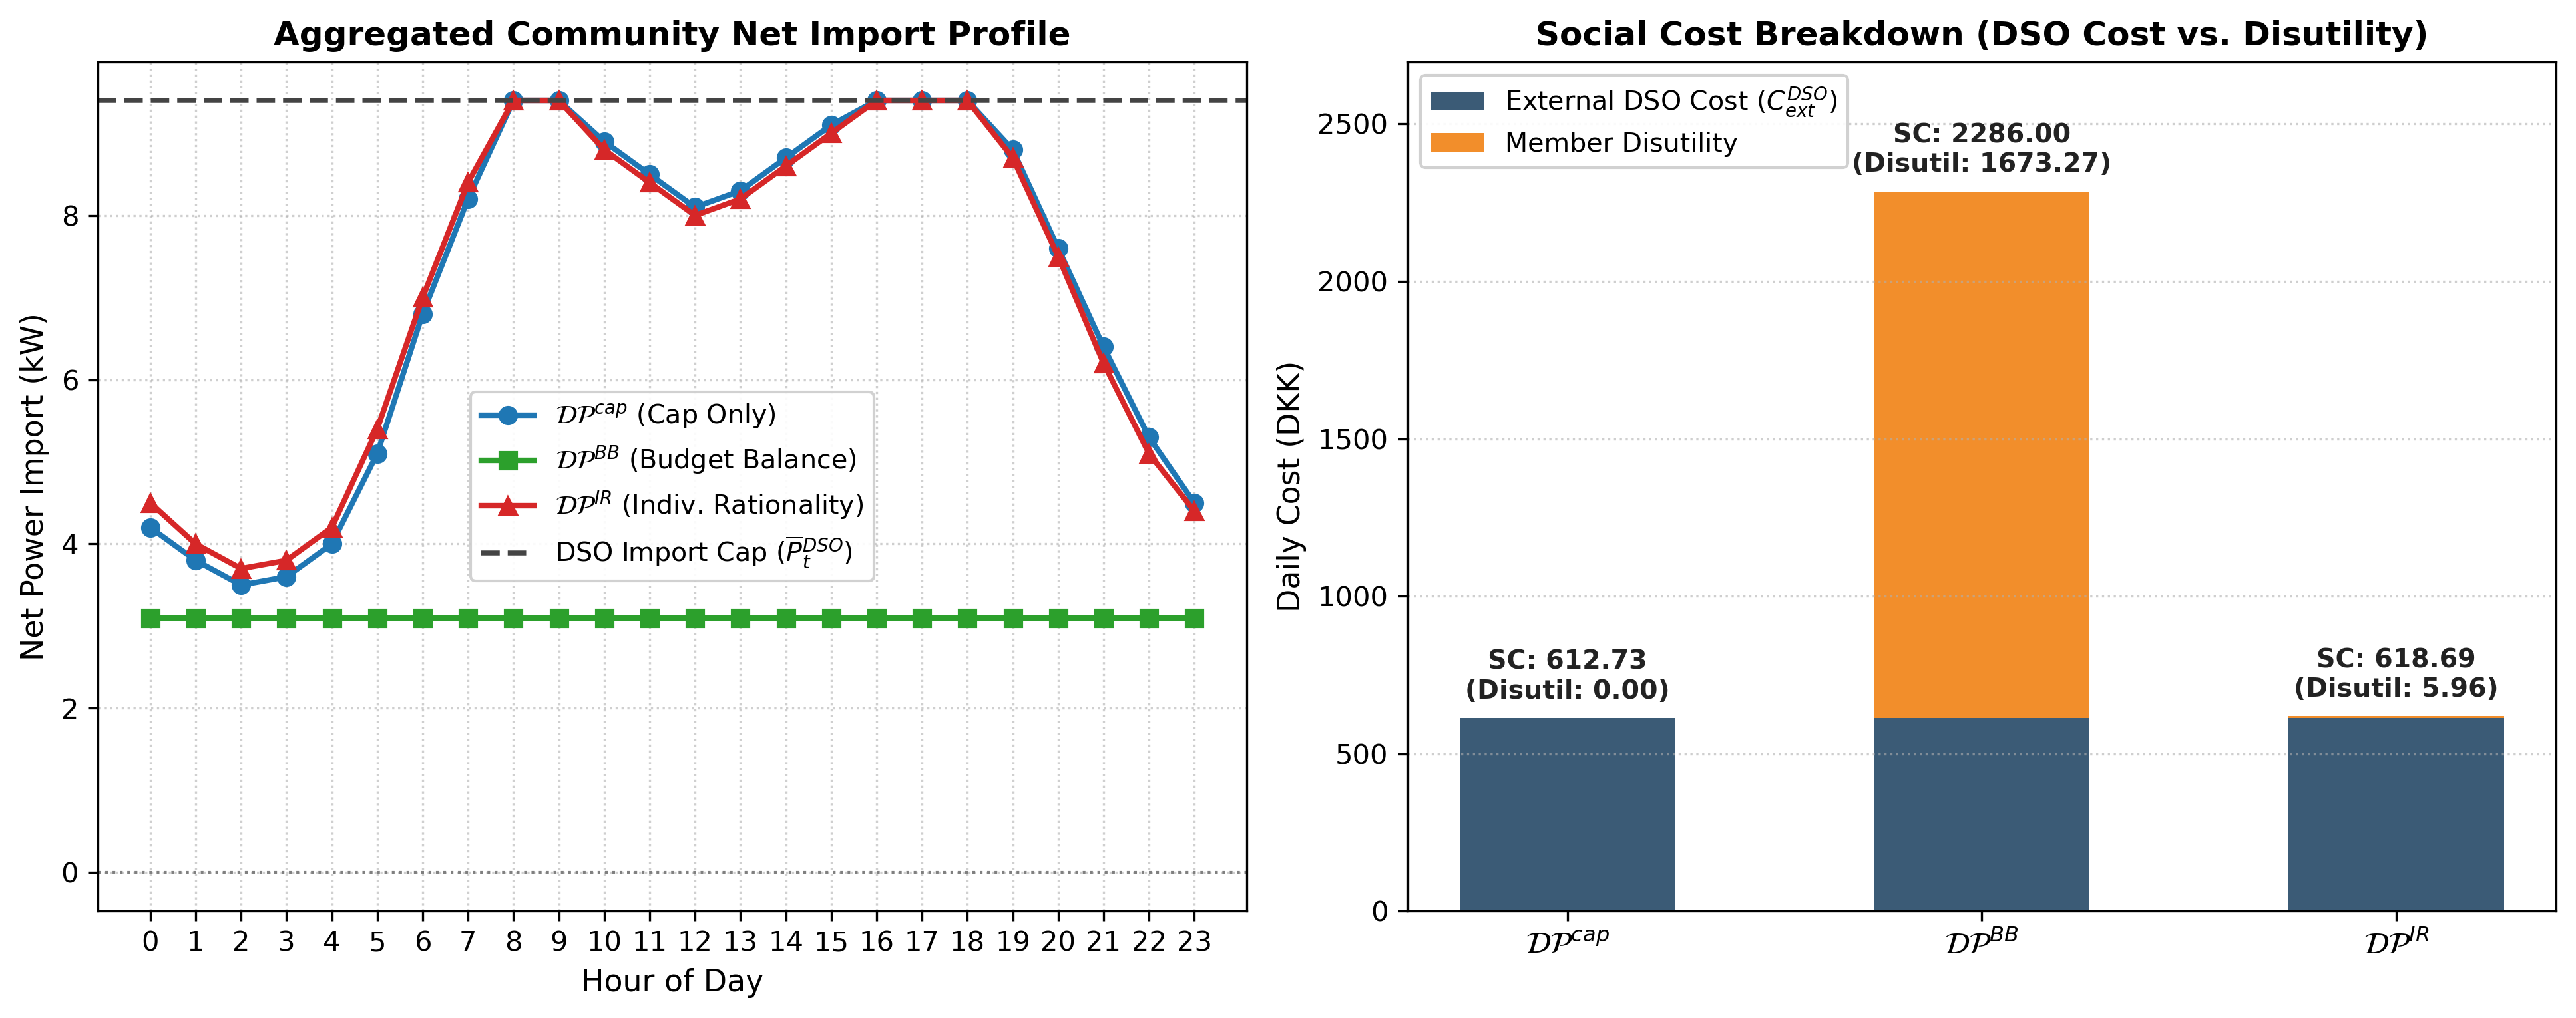 Aggregated Community Net Import Profile
Net Power Import (kW)
8
6
4
2
0
𝒟𝒫^cap (Cap Only)
𝒟𝒫^BB (Budget Balance)
𝒟𝒫^IR (Indiv. Rationality)
DSO Import Cap (P̅_t^DSO)
0 1 2 3 4 5 6 7 8 9 10 11 12 13 14 15 16 17 18 19 20 21 22 23
Hour of Day
Social Cost Breakdown (DSO Cost vs. Disutility)
Daily Cost (DKK)
2500
2000
1500
1000
500
0
External DSO Cost (C_ext^DSO)
Member Disutility
SC: 2286.00
(Disutil: 1673.27)
SC: 612.73
(Disutil: 0.00)
SC: 618.69
(Disutil: 5.96)
𝒟𝒫^cap 𝒟𝒫^BB 𝒟𝒫^IR